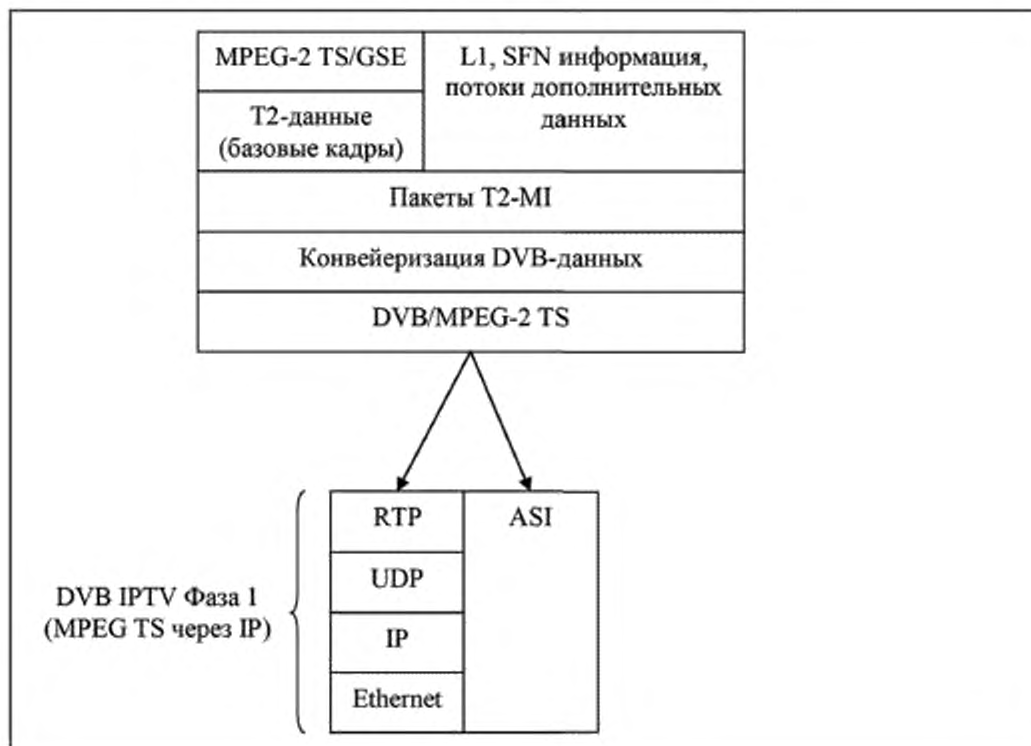 MPEG-2 TS/GSE
T2-данные
(базовые кадры)
L1, SFN информация,
потоки дополнительных
данных
Пакеты T2-MI
Конвейеризация DVB-данных
DVB/MPEG-2 TS
DVB IPTV Фаза 1
(MPEG TS через IP)
RTP
UDP
IP
Ethernet
ASI